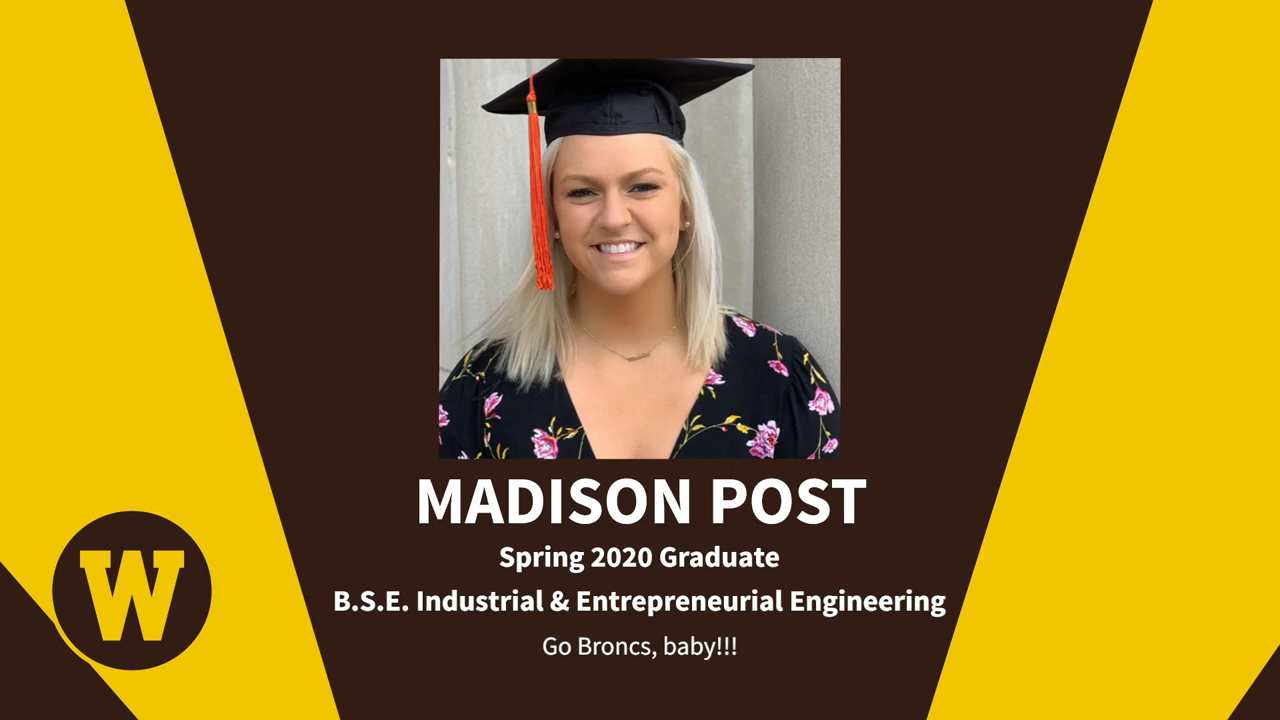 MADISON POST
Spring 2020 Graduate
B.S.E. Industrial & Entrepreneurial Engineering
Go Broncs, baby!!!
W